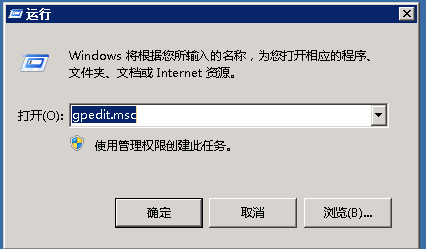 运行
Windows 将根据您所输入的名称，为您打开相应的程序、
文件夹、文档或 Internet 资源。
打开(O): gpedit.msc
使用管理权限创建此任务。
确定 取消 浏览(B)...